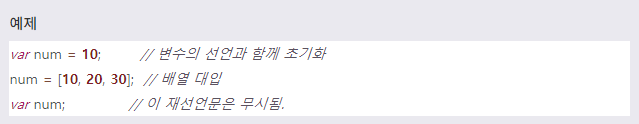 예제
var num = 10; // 변수의 선언과 함께 초기화
num = [10, 20, 30]; // 배열 대입
var num; // 이 재선언문은 무시됨.